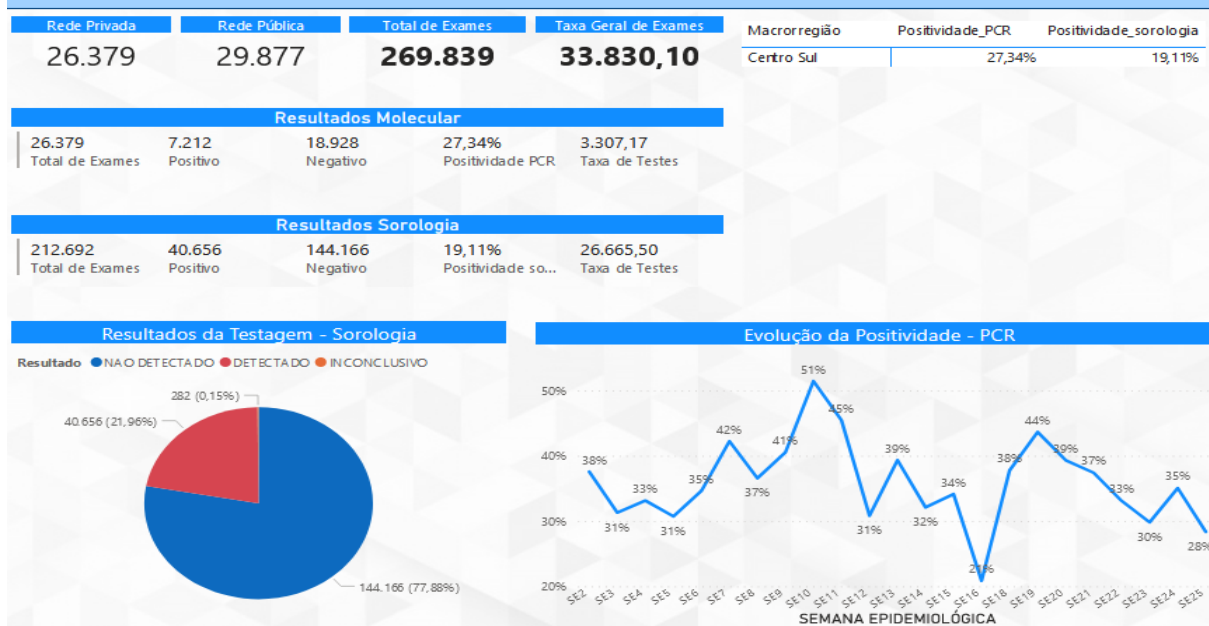 Rede Privada Rede Pública Total de Exames Taxa Geral de Exames
26.379 29.877 269.839 33.830,10
Macrorregião Positividade_PCR Positividade_sorologia
Centro Sul 27,34% 19,11%
Resultados Molecular
26.379 7.212 18.928 27,34% 3.307,17
Total de Exames Positivo Negativo Positividade PCR Taxa de Testes
Resultados Sorologia
212.692 40.656 144.166 19,11% 26.665,50
Total de Exames Positivo Negativo Positividade so... Taxa de Testes
Resultados da Testagem - Sorologia
Resultado NAO DETECTADO DETECTADO INCONCLUSIVO
282 (0,15%)
40.656 (21,96%)
144.166 (77,88%)
Evolução da Positividade - PCR
50%
40%
30%
20%
38% 31% 33% 31% 35% 42% 37% 41% 51% 45% 31% 39% 32% 34% 21% 38% 44% 39% 37% 33% 30% 35% 28%
SE2 SE3 SE4 SE5 SE6 SE7 SE8 SE9 SE10 SE11 SE12 SE13 SE14 SE15 SE16 SE18 SE19 SE20 SE21 SE22 SE23 SE24 SE25
SEMANA EPIDEMIOLÓGICA